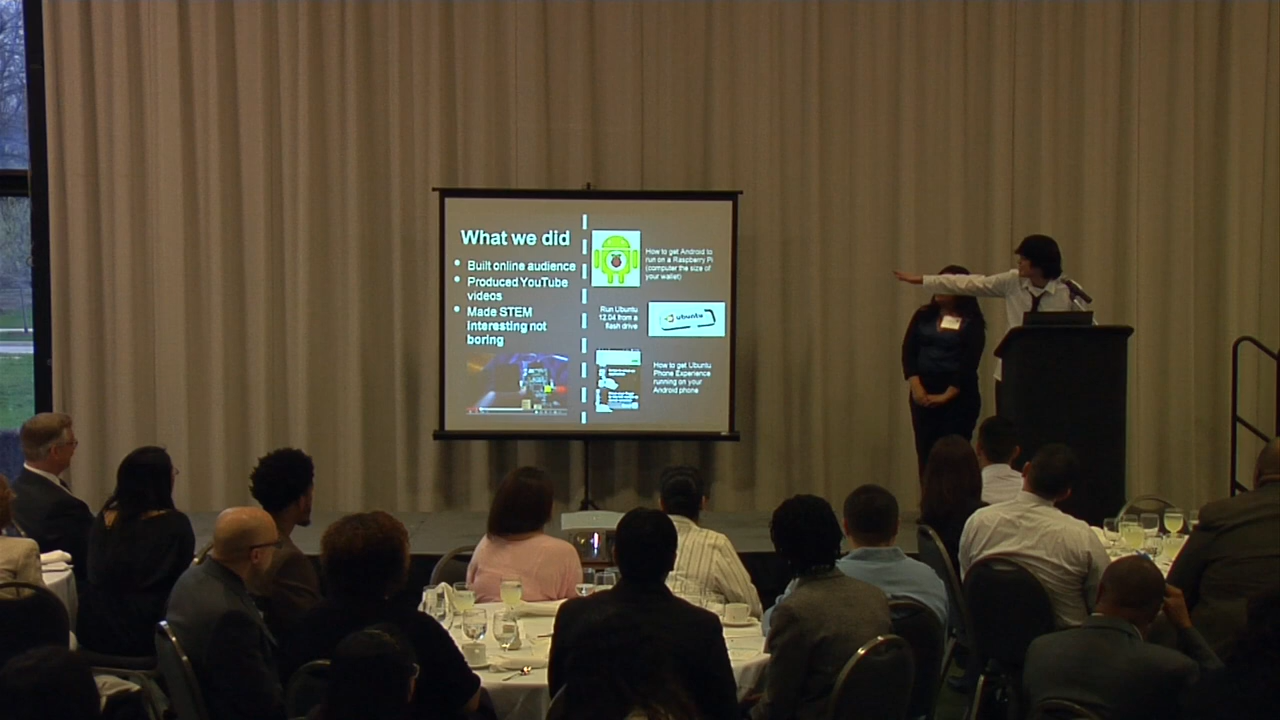 What we did
Built online audience
Produced YouTube
videos
Made STEM
interesting not
boring
How to get Android to
run on a Raspberry Pi
(computer the size of
your wallet)
Run Ubuntu
12.04 from a
flash drive
ubuntu
How to get Ubuntu
Phone Experience
running on your
Android phone